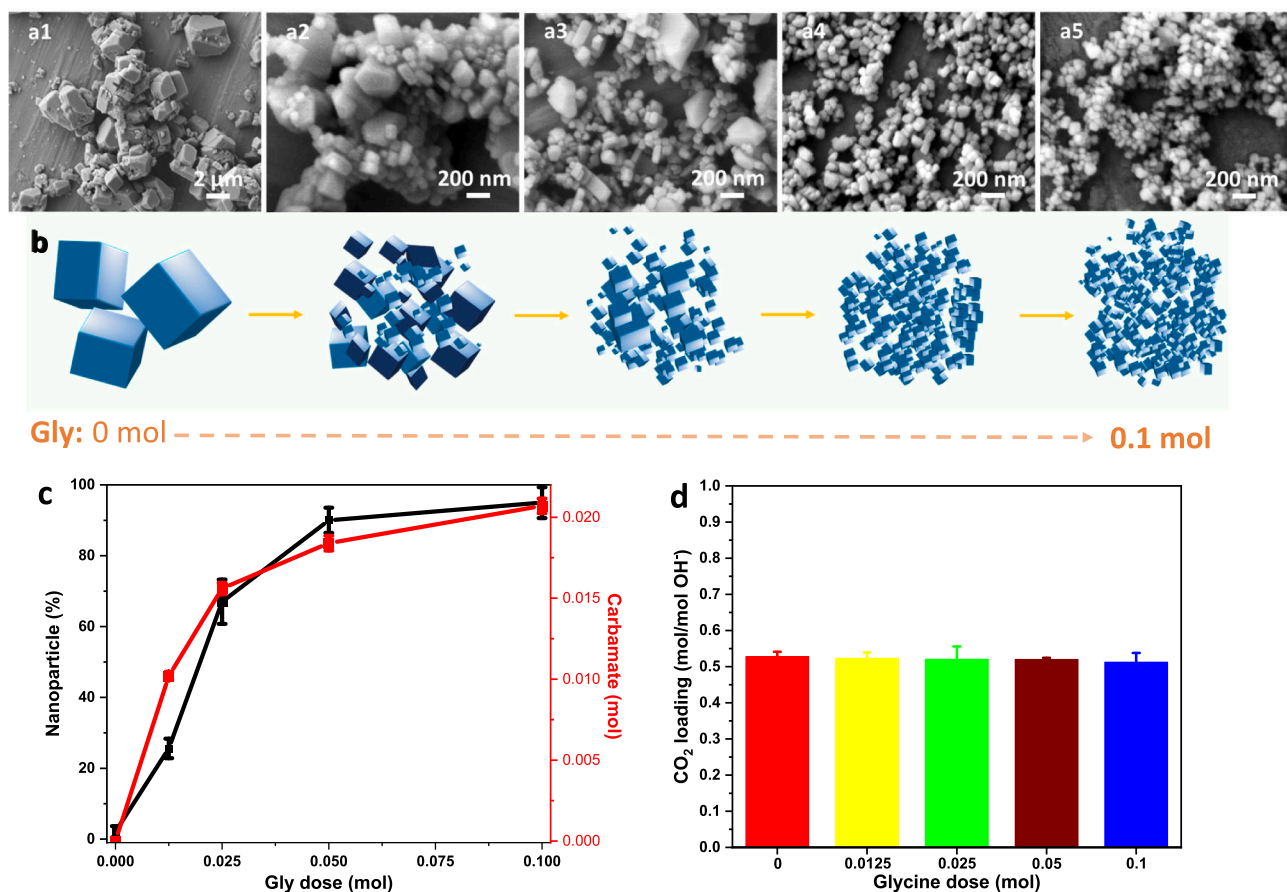 a1 a2 a3 a4 a5
2 µm 200 nm 200 nm 200 nm 200 nm
b
Gly: 0 mol 0.1 mol
c
100
80
60
40
20
0
Nanoparticle (%)
0.020
0.015
0.010
0.005
0.000
Carbamate (mol)
0.000 0.025 0.050 0.075 0.100
Gly dose (mol)
d
1.0
0.9
0.8
0.7
0.6
0.5
0.4
0.3
0.2
0.1
0.0
CO₂ loading (mol/mol OH⁻)
0 0.0125 0.025 0.05 0.1
Glycine dose (mol)